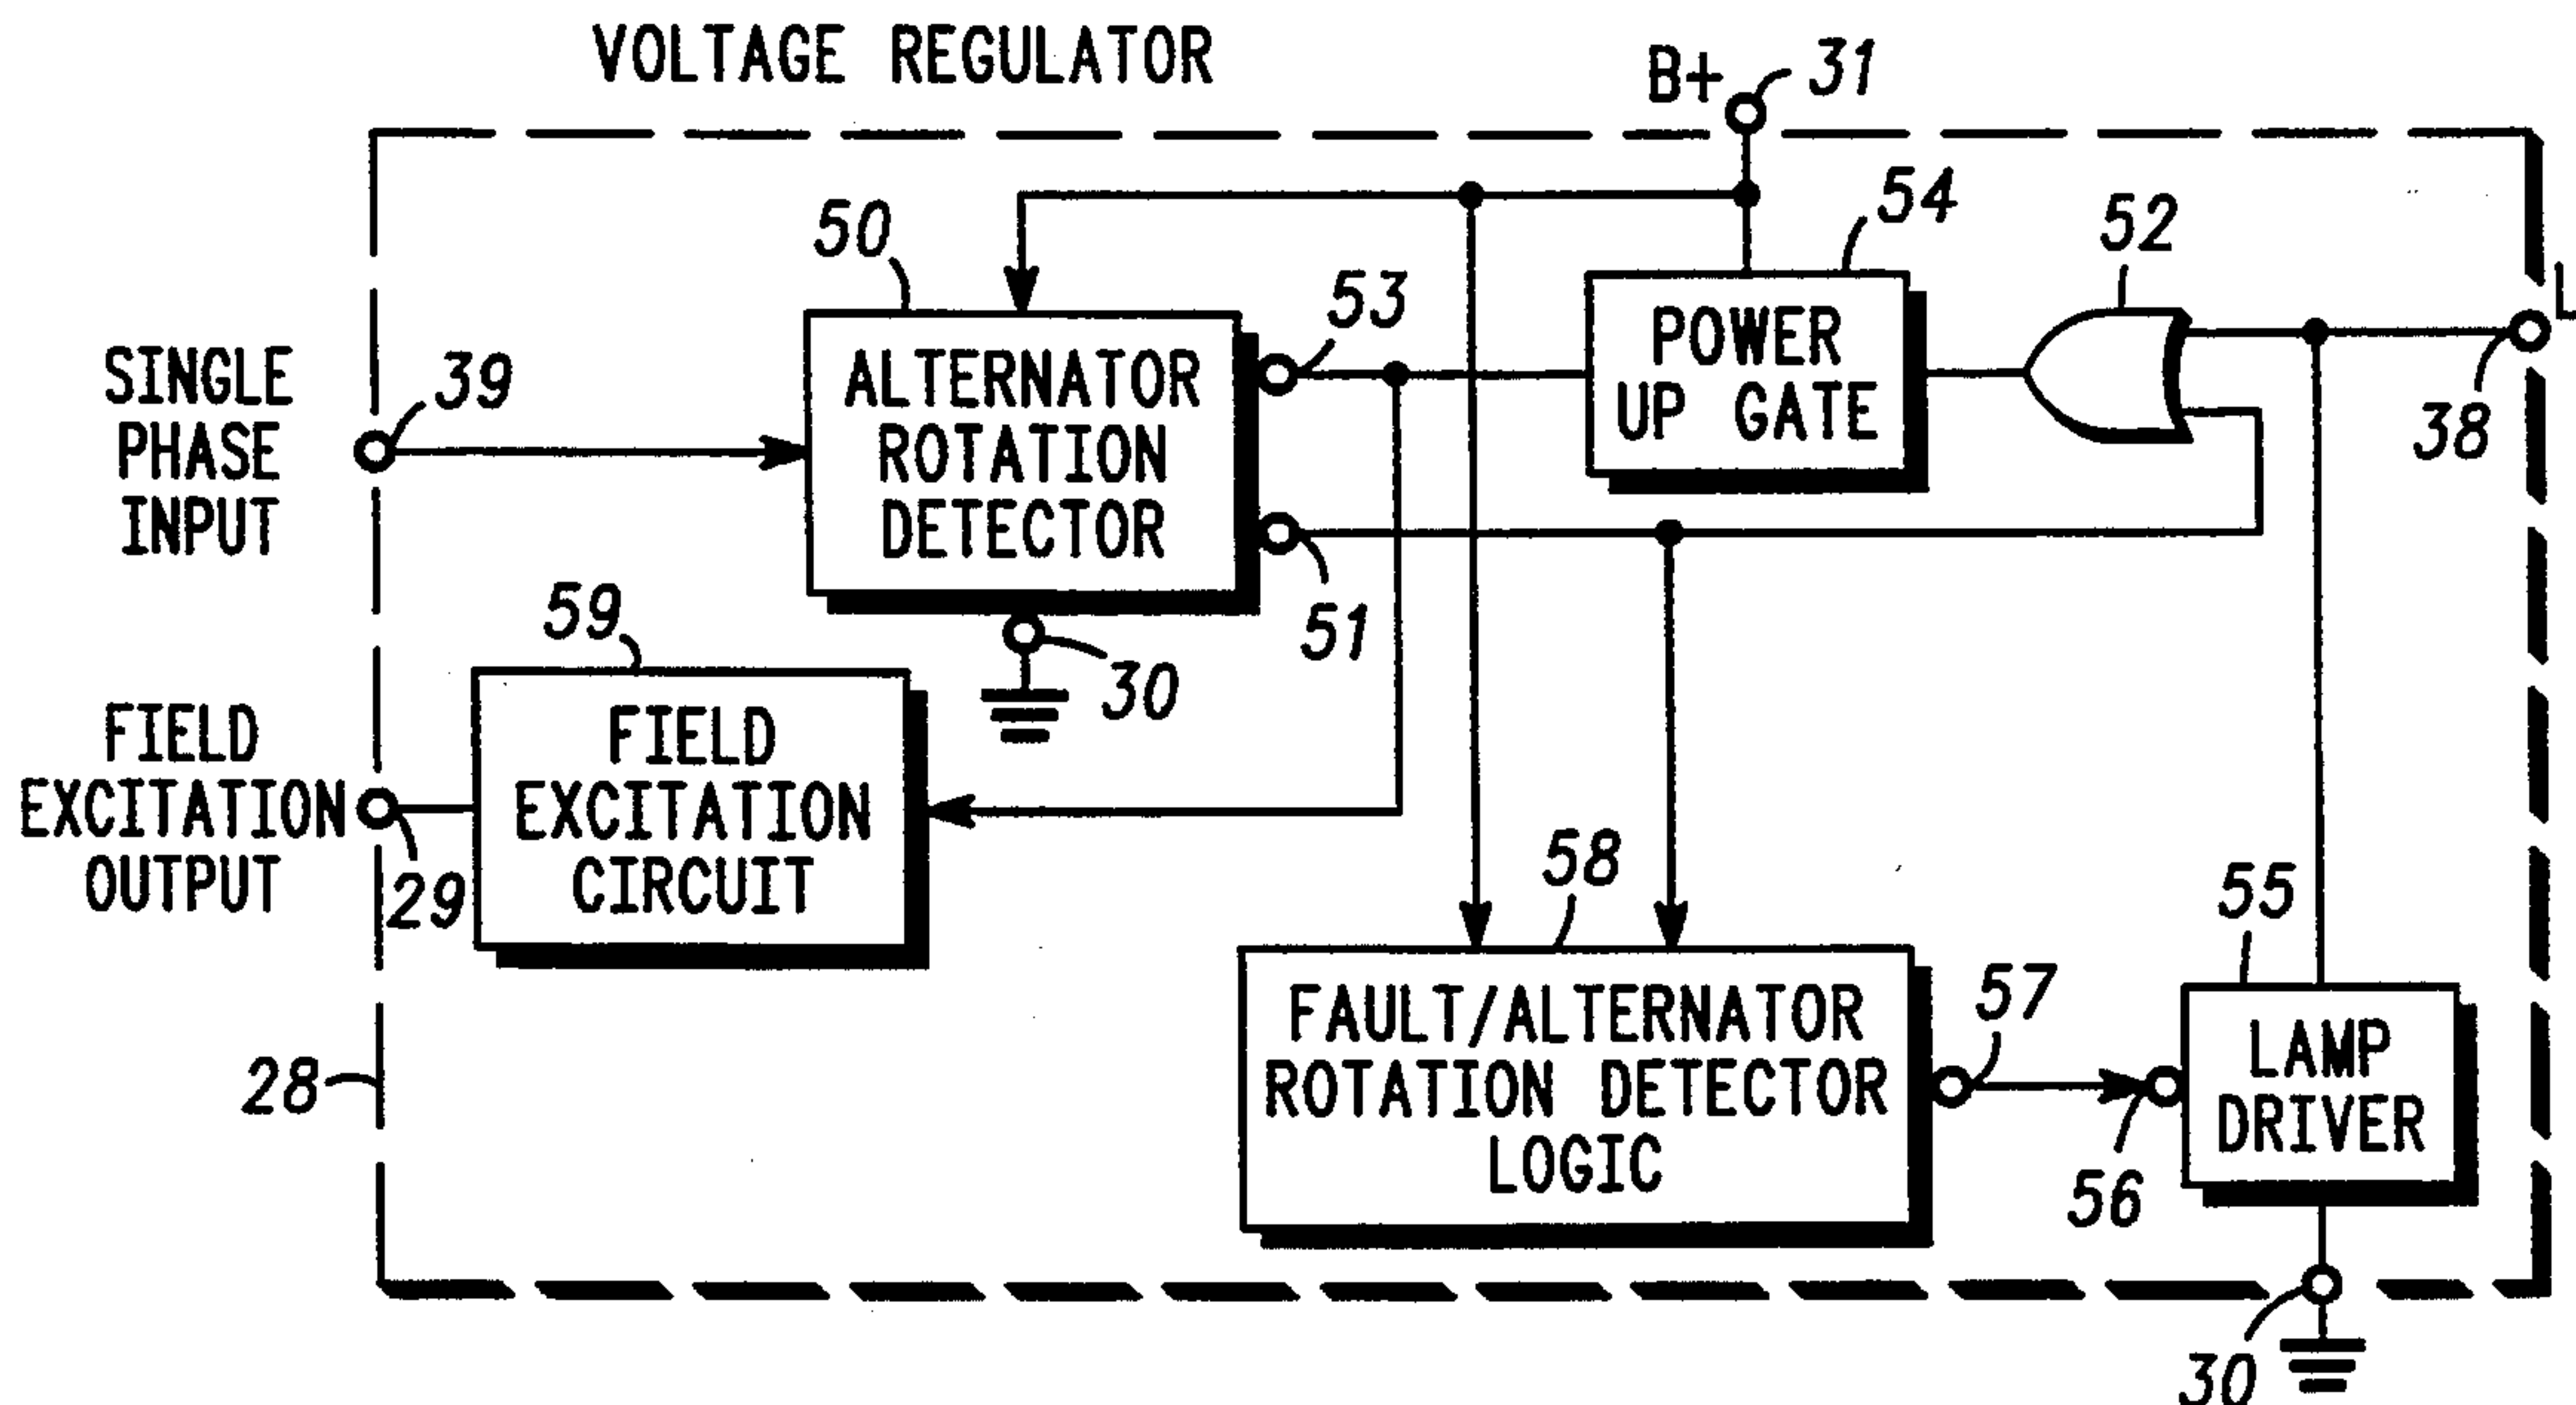 VOLTAGE REGULATOR
B+
31
54
52
L
50
53
38
SINGLE
PHASE
INPUT
39
ALTERNATOR
ROTATION
DETECTOR
POWER
UP GATE
51
30
59
FIELD
EXCITATION
OUTPUT
29
FIELD
EXCITATION
CIRCUIT
58
55
28
FAULT/ALTERNATOR
ROTATION DETECTOR
LOGIC
57
56
LAMP
DRIVER
30